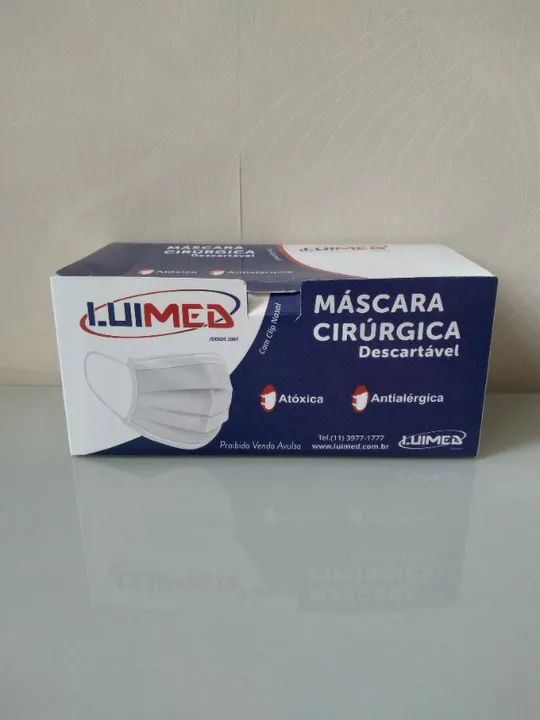 MÁSCARA
CIRÚRGICA
Descartável
LUIMED
Atóxica
Antialérgica
LUIMED
/DESDE 2001
Com Clip Nasal
MÁSCARA
CIRÚRGICA
Descartável
Atóxica
Antialérgica
Proibida Venda Avulsa
Tel.(11) 3977-1777
www.luimed.com.br
LUIMED